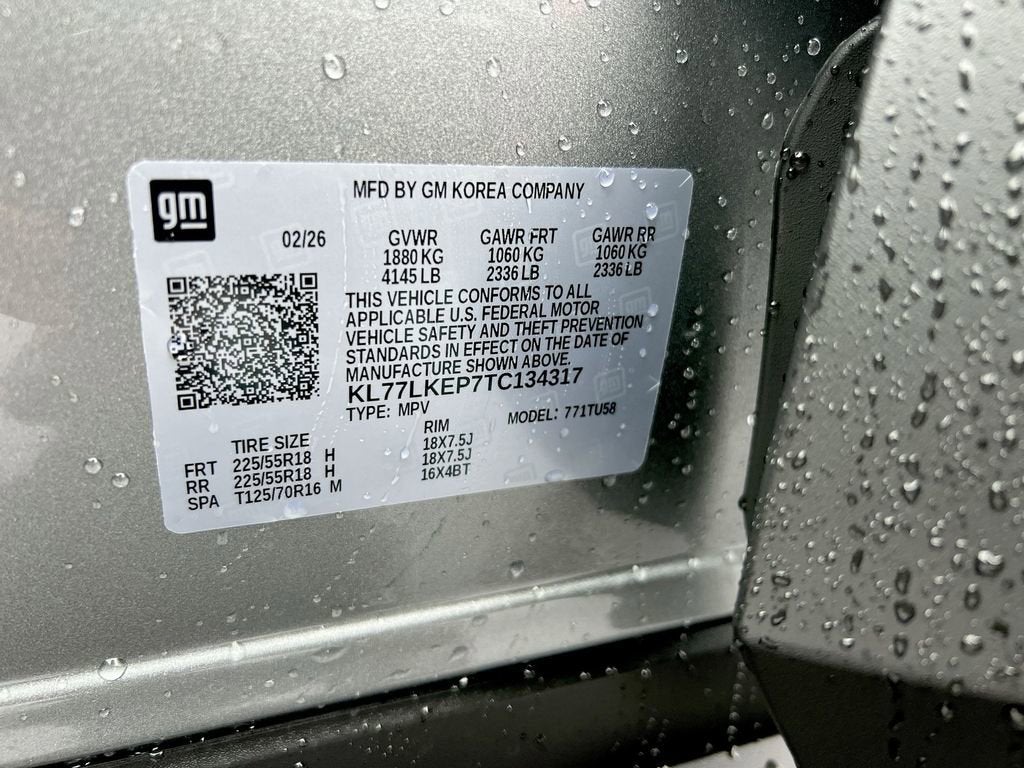 gm
MFD BY GM KOREA COMPANY
02/26
GVWR GAWR FRT GAWR RR
1880 KG 1060 KG 1060 KG
4145 LB 2336 LB 2336 LB
THIS VEHICLE CONFORMS TO ALL
APPLICABLE U.S. FEDERAL MOTOR
VEHICLE SAFETY AND THEFT PREVENTION
STANDARDS IN EFFECT ON THE DATE OF
MANUFACTURE SHOWN ABOVE.
KL77LKEP7TC134317
TYPE: MPV MODEL: 771TU58
TIRE SIZE RIM
FRT 225/55R18 H 18X7.5J
RR 225/55R18 H 18X7.5J
SPA T125/70R16 M 16X4BT